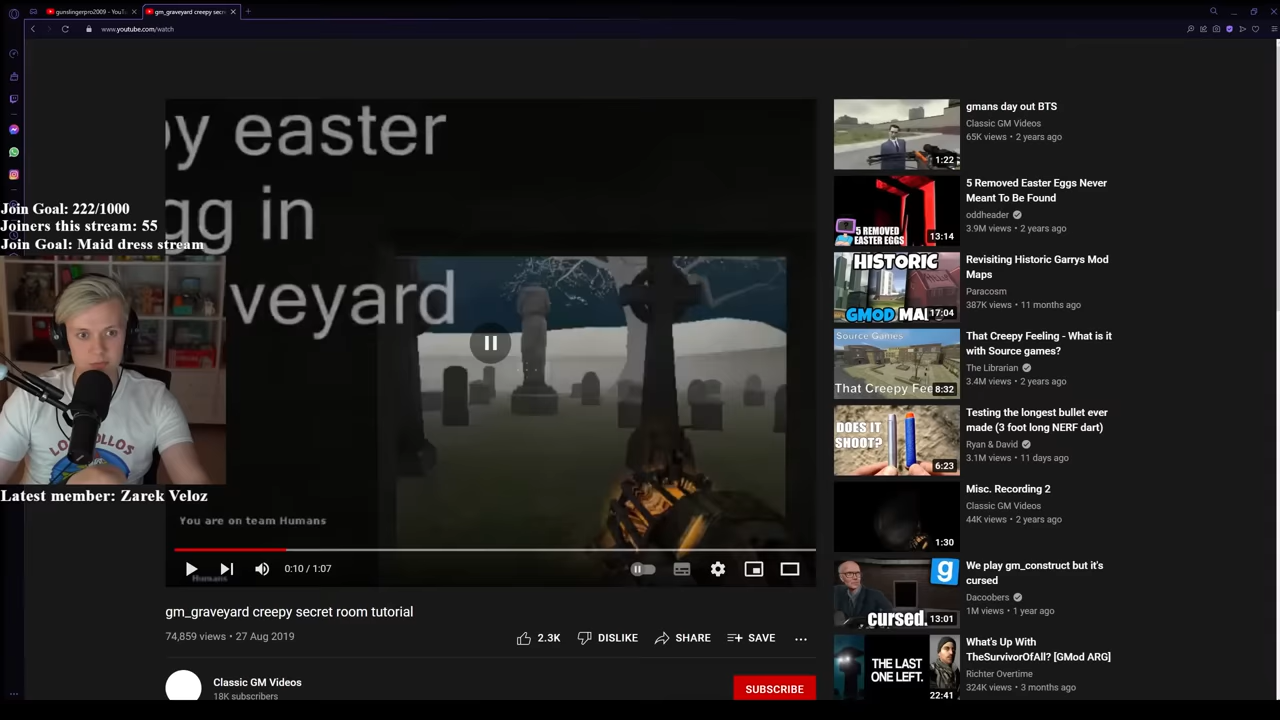 gunslingerpro2009 - YouTu
gm_graveyard creepy secre
www.youtube.com/watch
y easter
gg in
veyard
You are on team Humans
Humans
0:10 / 1:07
gm_graveyard creepy secret room tutorial
74,859 views • 27 Aug 2019
2.3K
DISLIKE
SHARE
SAVE
Classic GM Videos
18K subscribers
SUBSCRIBE
Join Goal: 222/1000
Joiners this stream: 55
Join Goal: Maid dress stream
LOS POLLOS
Latest member: Zarek Veloz
1:22
gmans day out BTS
Classic GM Videos
65K views • 2 years ago
5 REMOVED
EASTER EGGS
13:14
5 Removed Easter Eggs Never
Meant To Be Found
oddheader
3.9M views • 2 years ago
HISTORIC
GMOD MA
17:04
Revisiting Historic Garrys Mod
Maps
Paracosm
387K views • 11 months ago
Source Games
That Creepy Fee
8:32
That Creepy Feeling - What is it
with Source games?
The Librarian
3.4M views • 2 years ago
DOES IT
SHOOT?
6:23
Testing the longest bullet ever
made (3 foot long NERF dart)
Ryan & David
3.1M views • 11 days ago
1:30
Misc. Recording 2
Classic GM Videos
44K views • 2 years ago
g
cursed.
13:01
We play gm_construct but it's
cursed
Dacoobers
1M views • 1 year ago
THE LAST
ONE LEFT.
22:41
What's Up With
TheSurvivorOfAll? [GMod ARG]
Richter Overtime
324K views • 3 months ago